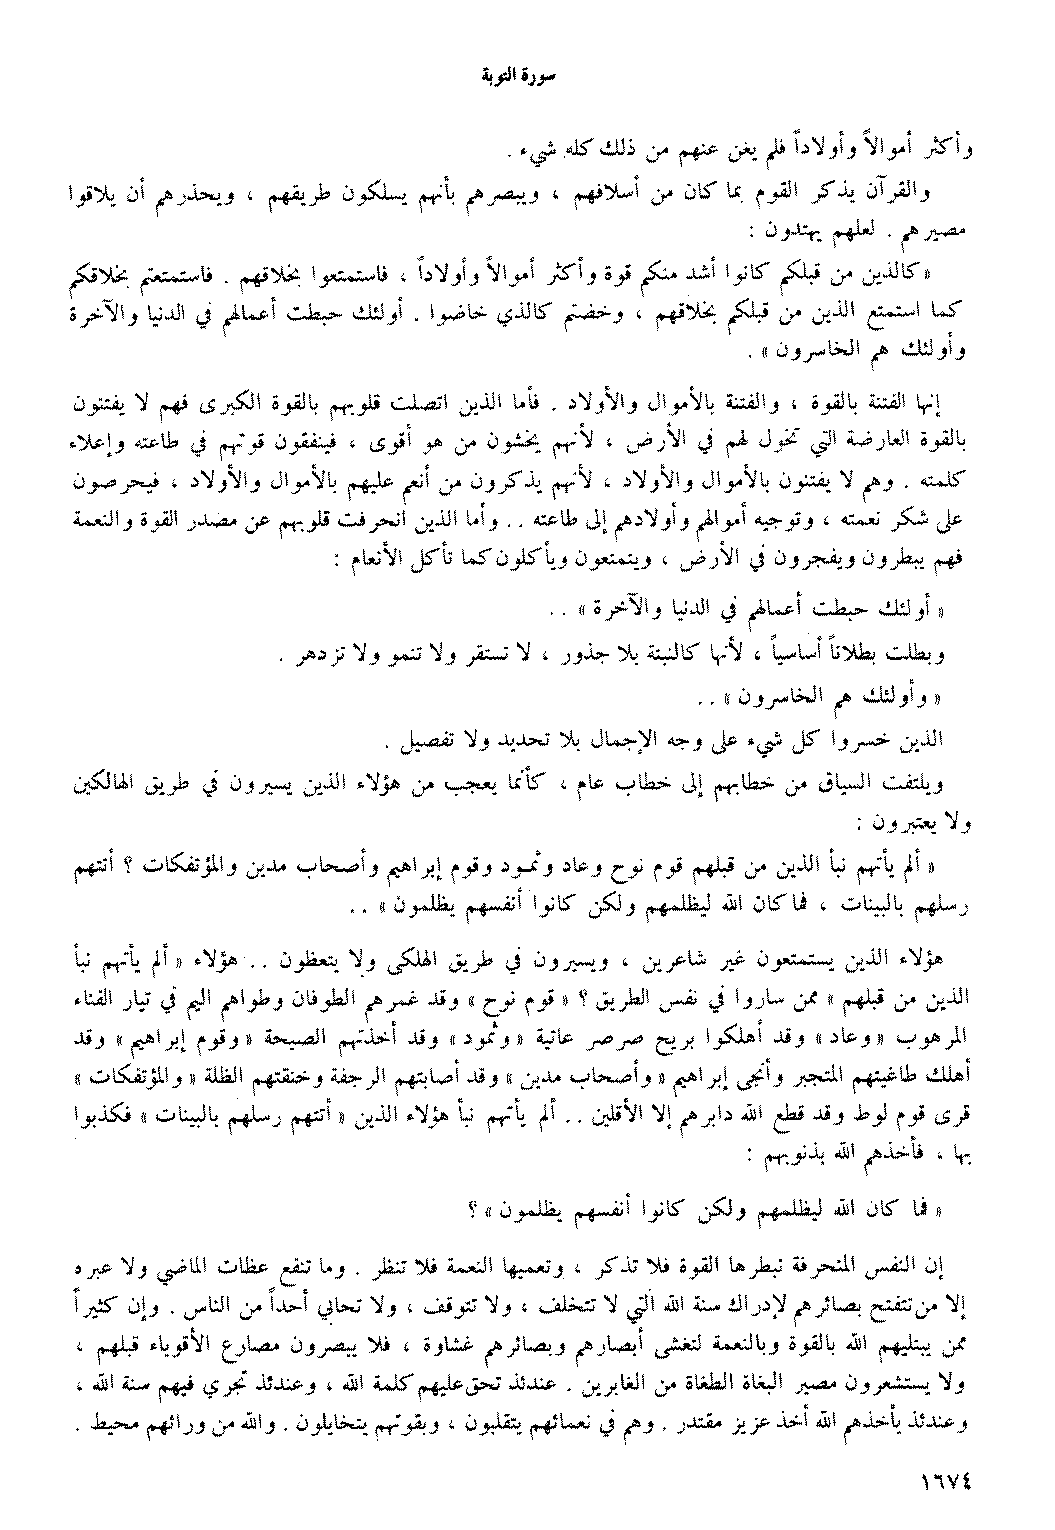 سورة التوبة
وأكثر أموالاً وأولاداً فلم يغن عنهم من ذلك كله شيء .
والقرآن يذكر القوم بما كان من أسلافهم ، ويبصرهم بأنهم يسلكون طريقهم ، ويحذرهم أن يلاقوا
مصيرهم . لعلهم يهتدون :
« كالذين من قبلكم كانوا أشد منكم قوة وأكثر أموالاً وأولاداً ، فاستمتعوا بخلاقهم . فاستمتعتم بخلاقكم
كما استمتع الذين من قبلكم بخلاقهم ، وخضتم كالذي خاضوا . أولئك حبطت أعمالهم في الدنيا والآخرة
وأولئك هم الخاسرون » .
إنها الفتنة بالقوة ، والفتنة بالأموال والأولاد . فأما الذين اتصلت قلوبهم بالقوة الكبرى فهم لا يفتنون
بالقوة العارضة التي تخول لهم في الأرض ، لأنهم يخشون من هو أقوى ، فينفقون قوتهم في طاعته وإعلاء
كلمته . وهم لا يفتنون بالأموال والأولاد ، لأنهم يذكرون من أنعم عليهم بالأموال والأولاد ، فيحرصون
على شكر نعمته ، وتوجيه أموالهم وأولادهم إلى طاعته .. وأما الذين انحرفت قلوبهم عن مصدر القوة والنعمة
فهم يبطرون ويفجرون في الأرض ، ويتمتعون ويأكلون كما تأكل الأنعام :
« أولئك حبطت أعمالهم في الدنيا والآخرة » ..
وبطلت بطلاناً أساسياً ، لأنها كالنبتة بلا جذور ، لا تستقر ولا تنمو ولا تزدهر .
« وأولئك هم الخاسرون » ..
الذين خسروا كل شيء على وجه الإجمال بلا تحديد ولا تفصيل .
ويلتفت السياق من خطابهم إلى خطاب عام ، كأنما يعجب من هؤلاء الذين يسيرون في طريق الهالكين
ولا يعتبرون :
« ألم يأتهم نبأ الذين من قبلهم قوم نوح وعاد وثمود وقوم إبراهيم وأصحاب مدين والمؤتفكات ؟ أتتهم
رسلهم بالبينات ، فما كان الله ليظلمهم ولكن كانوا أنفسهم يظلمون » ..
هؤلاء الذين يستمتعون غير شاعرين ، ويسيرون في طريق الهلكى ولا يتعظون .. هؤلاء « ألم يأتهم نبأ
الذين من قبلهم » ممن ساروا في نفس الطريق ؟ « قوم نوح » وقد غمرهم الطوفان وطواهم اليم في تيار الفناء
المرهوب « وعاد » وقد أهلكوا بريح صرصر عاتية « وثمود » وقد أخذتهم الصيحة « وقوم إبراهيم » وقد
أهلك طاغيتهم المتجبر وأنجى إبراهيم « وأصحاب مدين » وقد أصابتهم الرجفة وخنقتهم الظلة « والمؤتفكات »
قرى قوم لوط وقد قطع الله دابرهم إلا الأقلين .. ألم يأتهم نبأ هؤلاء الذين « أتتهم رسلهم بالبينات » فكذبوا
بها ، فأخذهم الله بذنوبهم :
« فما كان الله ليظلمهم ولكن كانوا أنفسهم يظلمون » ؟
إن النفس المنحرفة تبطرها القوة فلا تذكر ، وتعميها النعمة فلا تنظر . وما تنفع عظات الماضي ولا عبره
إلا من تتفتح بصائرهم لإدراك سنة الله التي لا تتخلف ، ولا تتوقف ، ولا تحابي أحداً من الناس . وإن كثيراً
ممن يبتليهم الله بالقوة وبالنعمة لتغشى أبصارهم وبصائرهم غشاوة ، فلا يبصرون مصارع الأقوياء قبلهم ،
ولا يستشعرون مصير البغاة الطغاة من الغابرين . عندئذ تحق عليهم كلمة الله ، وعندئذ تجري فيهم سنة الله ،
وعندئذ يأخذهم الله أخذ عزيز مقتدر . وهم في نعمائهم يتقلبون ، وبقوتهم يتخايلون . والله من ورائهم محيط .
١٦٧٤